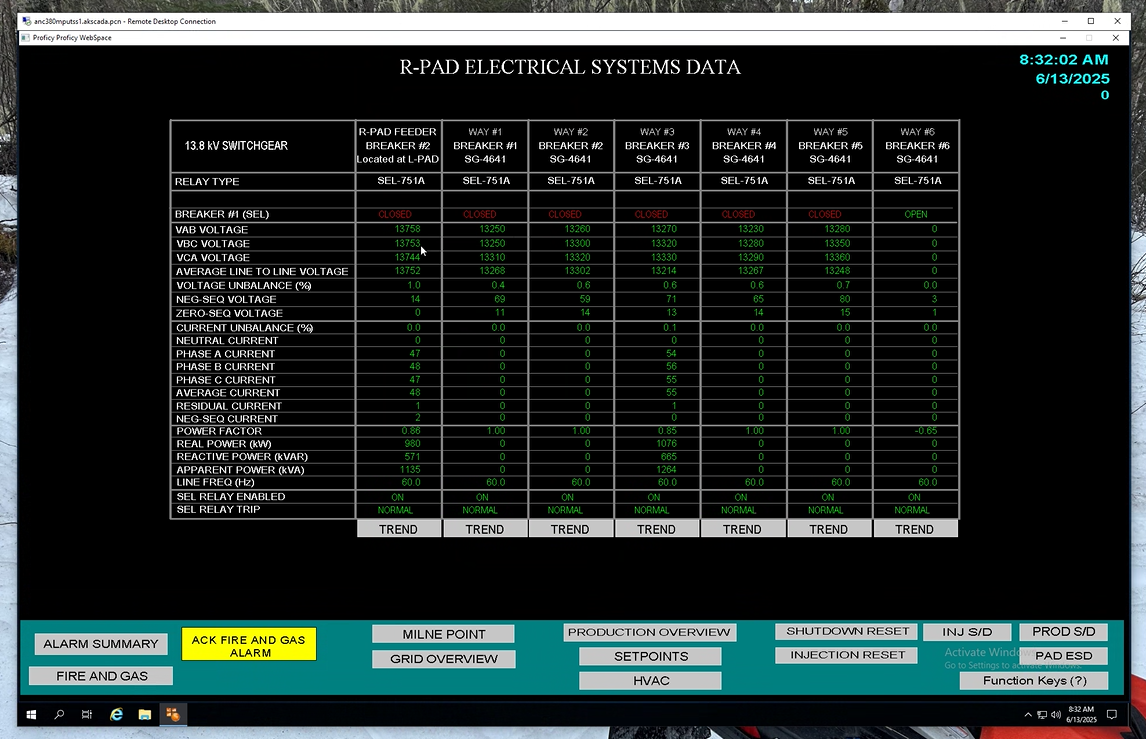 anc380mputss1.akscada.pcn - Remote Desktop Connection
Proficy Proficy WebSpace
R-PAD ELECTRICAL SYSTEMS DATA
8:32:02 AM
6/13/2025
0
13.8 kV SWITCHGEAR
R-PAD FEEDER BREAKER #2 Located at L-PAD
WAY #1 BREAKER #1 SG-4641
WAY #2 BREAKER #2 SG-4641
WAY #3 BREAKER #3 SG-4641
WAY #4 BREAKER #4 SG-4641
WAY #5 BREAKER #5 SG-4641
WAY #6 BREAKER #6 SG-4641
RELAY TYPE SEL-751A SEL-751A SEL-751A SEL-751A SEL-751A SEL-751A SEL-751A
BREAKER #1 (SEL) CLOSED CLOSED CLOSED CLOSED CLOSED CLOSED OPEN
VAB VOLTAGE 13758 13250 13260 13270 13230 13280 0
VBC VOLTAGE 13753 13250 13300 13320 13280 13350 0
VCA VOLTAGE 13744 13310 13320 13330 13290 13360 0
AVERAGE LINE TO LINE VOLTAGE 13752 13268 13302 13214 13267 13248 0
VOLTAGE UNBALANCE (%) 1.0 0.4 0.6 0.6 0.6 0.7 0.0
NEG-SEQ VOLTAGE 14 69 59 71 65 80 3
ZERO-SEQ VOLTAGE 0 11 14 13 14 15 1
CURRENT UNBALANCE (%) 0.0 0.0 0.0 0.1 0.0 0.0 0.0
NEUTRAL CURRENT 0 0 0 0 0 0 0
PHASE A CURRENT 47 0 0 54 0 0 0
PHASE B CURRENT 48 0 0 56 0 0 0
PHASE C CURRENT 47 0 0 55 0 0 0
AVERAGE CURRENT 48 0 0 55 0 0 0
RESIDUAL CURRENT 1 0 0 1 0 0 0
NEG-SEQ CURRENT 2 0 0 0 0 0 0
POWER FACTOR 0.86 1.00 1.00 0.85 1.00 1.00 -0.65
REAL POWER (kW) 980 0 0 1076 0 0 0
REACTIVE POWER (kVAR) 571 0 0 665 0 0 0
APPARENT POWER (kVA) 1135 0 0 1264 0 0 0
LINE FREQ (Hz) 60.0 60.0 60.0 60.0 60.0 60.0 60.0
SEL RELAY ENABLED ON ON ON ON ON ON ON
SEL RELAY TRIP NORMAL NORMAL NORMAL NORMAL NORMAL NORMAL NORMAL
TREND TREND TREND TREND TREND TREND TREND
ALARM SUMMARY
ACK FIRE AND GAS
ALARM
FIRE AND GAS
MILNE POINT
GRID OVERVIEW
PRODUCTION OVERVIEW
SETPOINTS
HVAC
SHUTDOWN RESET
INJ S/D
PROD S/D
INJECTION RESET
PAD ESD
Function Keys (?)
Activate Windows
Go to Settings to activate Windows.
8:32 AM
6/13/2025